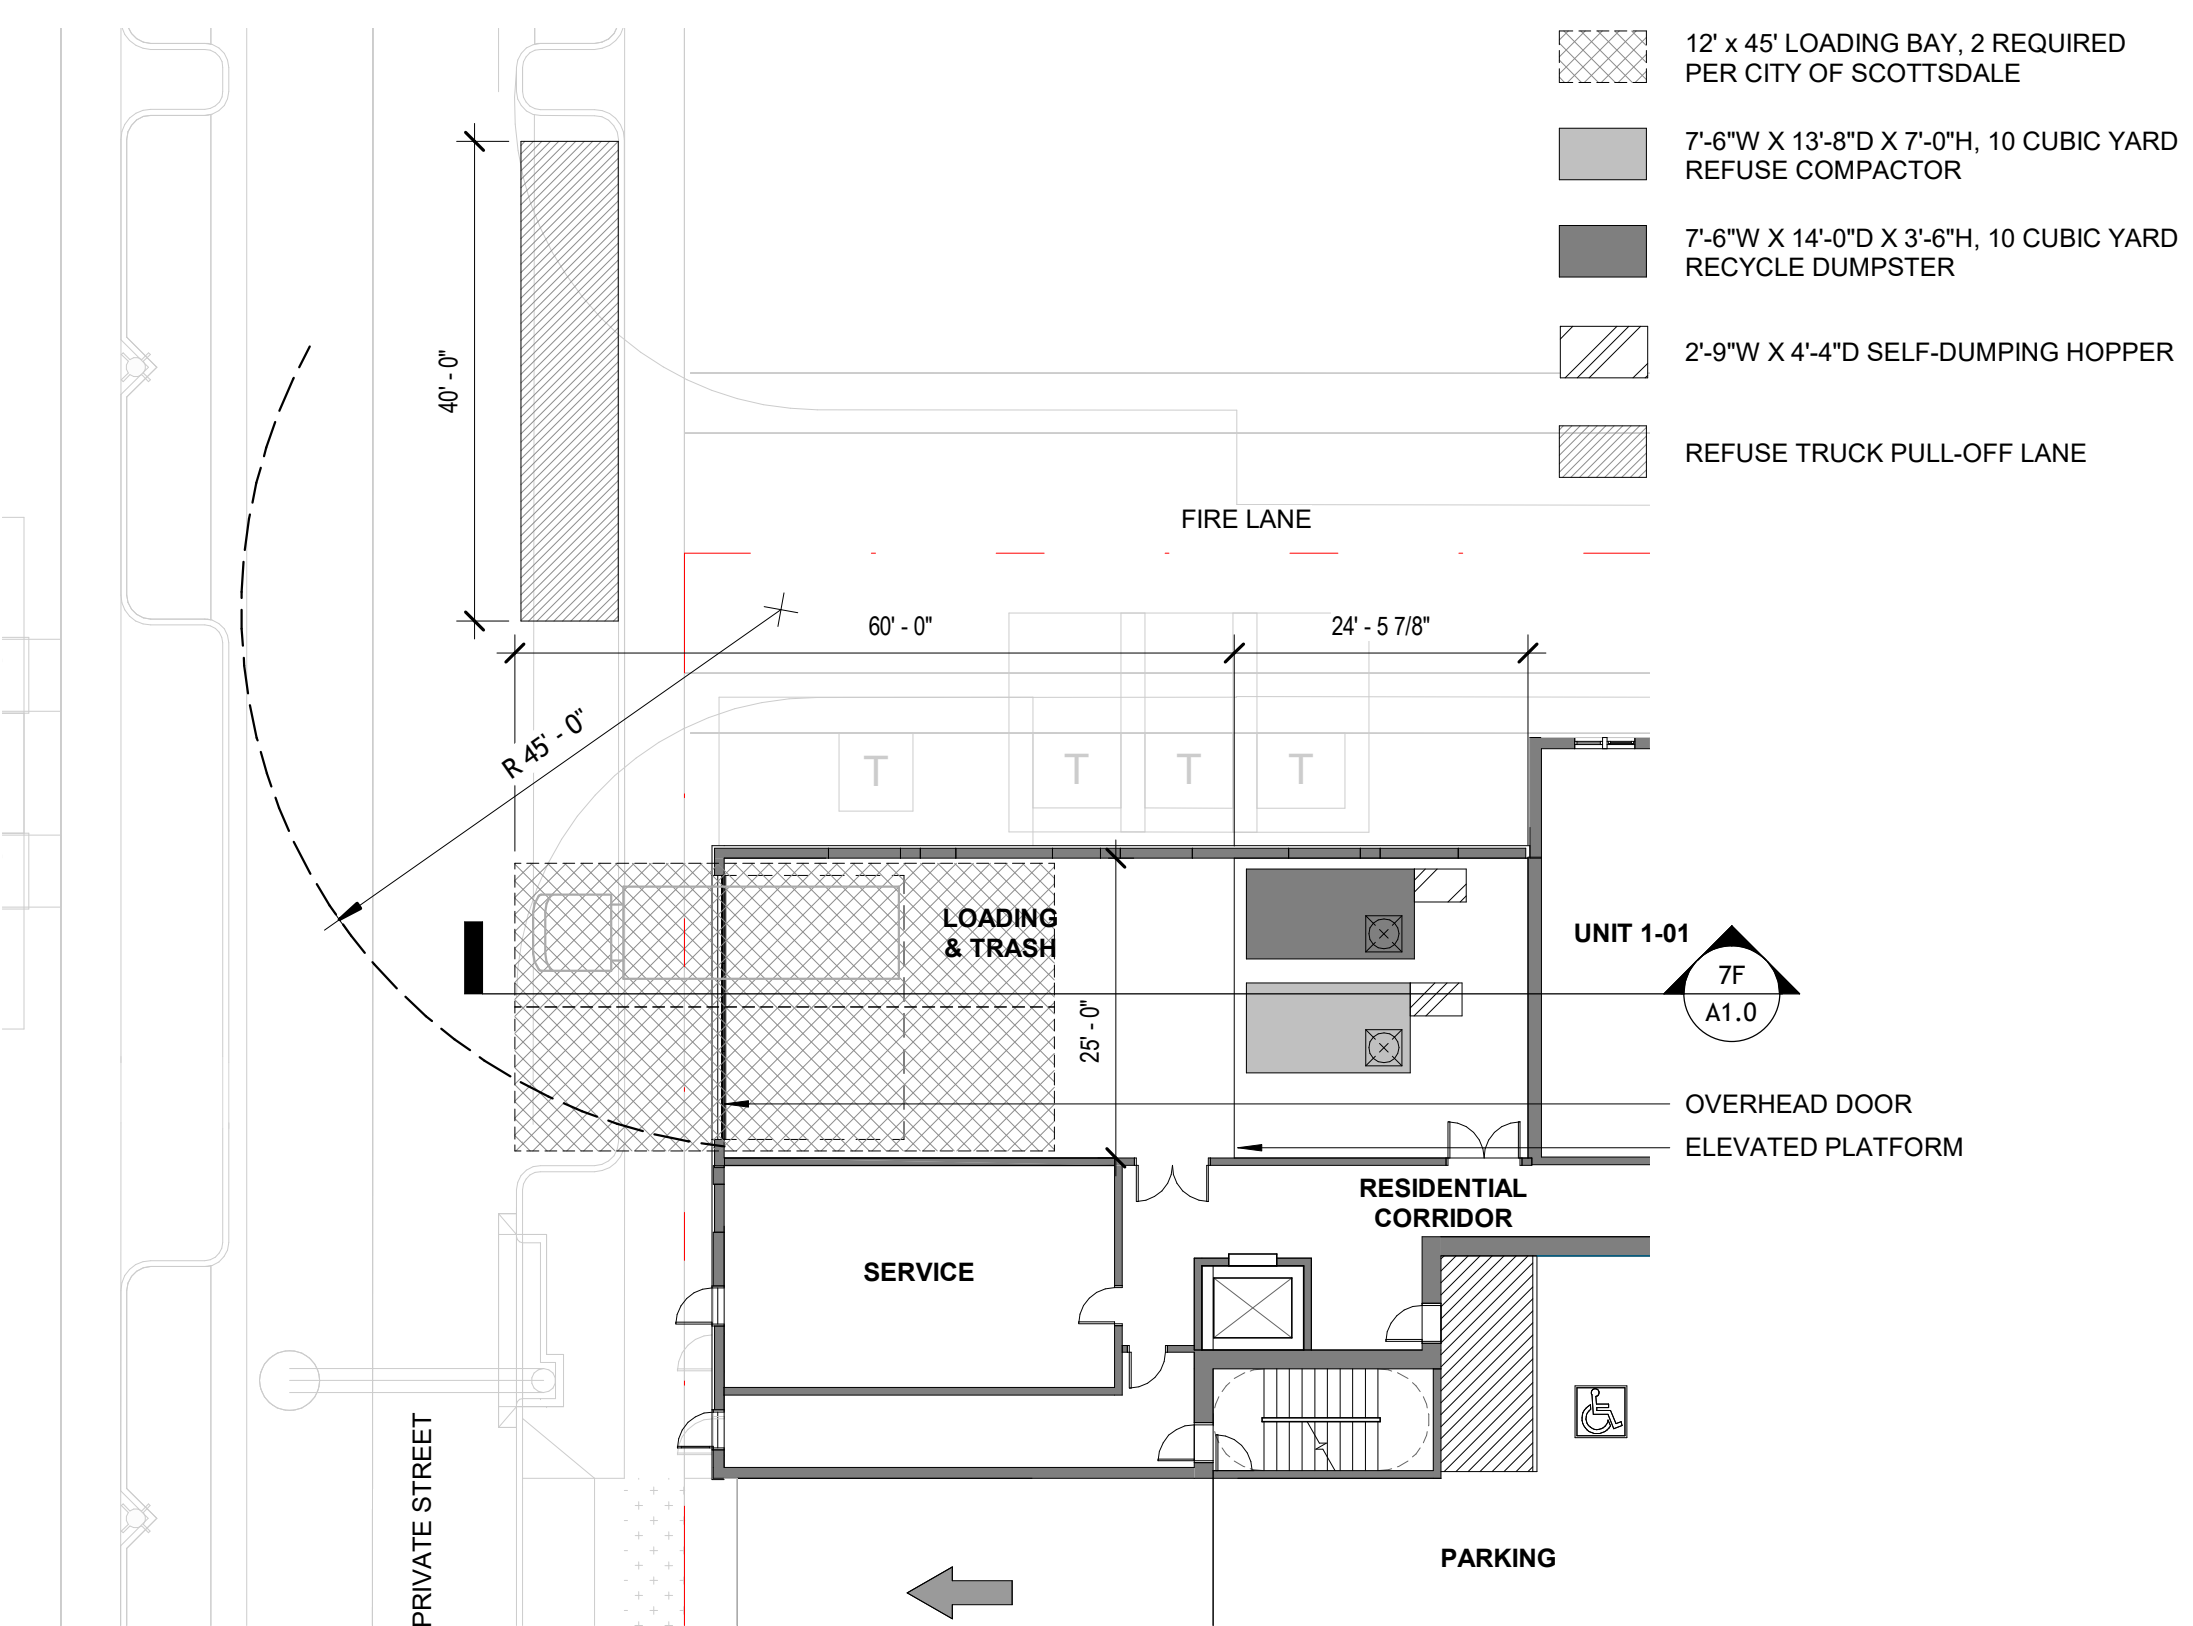 12' x 45' LOADING BAY, 2 REQUIRED
PER CITY OF SCOTTSDALE
7'-6"W X 13'-8"D X 7'-0"H, 10 CUBIC YARD
REFUSE COMPACTOR
7'-6"W X 14'-0"D X 3'-6"H, 10 CUBIC YARD
RECYCLE DUMPSTER
2'-9"W X 4'-4"D SELF-DUMPING HOPPER
REFUSE TRUCK PULL-OFF LANE
40' - 0"
FIRE LANE
60' - 0"
24' - 5 7/8"
R 45' - 0"
T
T
T
T
LOADING
& TRASH
UNIT 1-01
7F
A1.0
25' - 0"
OVERHEAD DOOR
ELEVATED PLATFORM
RESIDENTIAL
CORRIDOR
SERVICE
PRIVATE STREET
PARKING